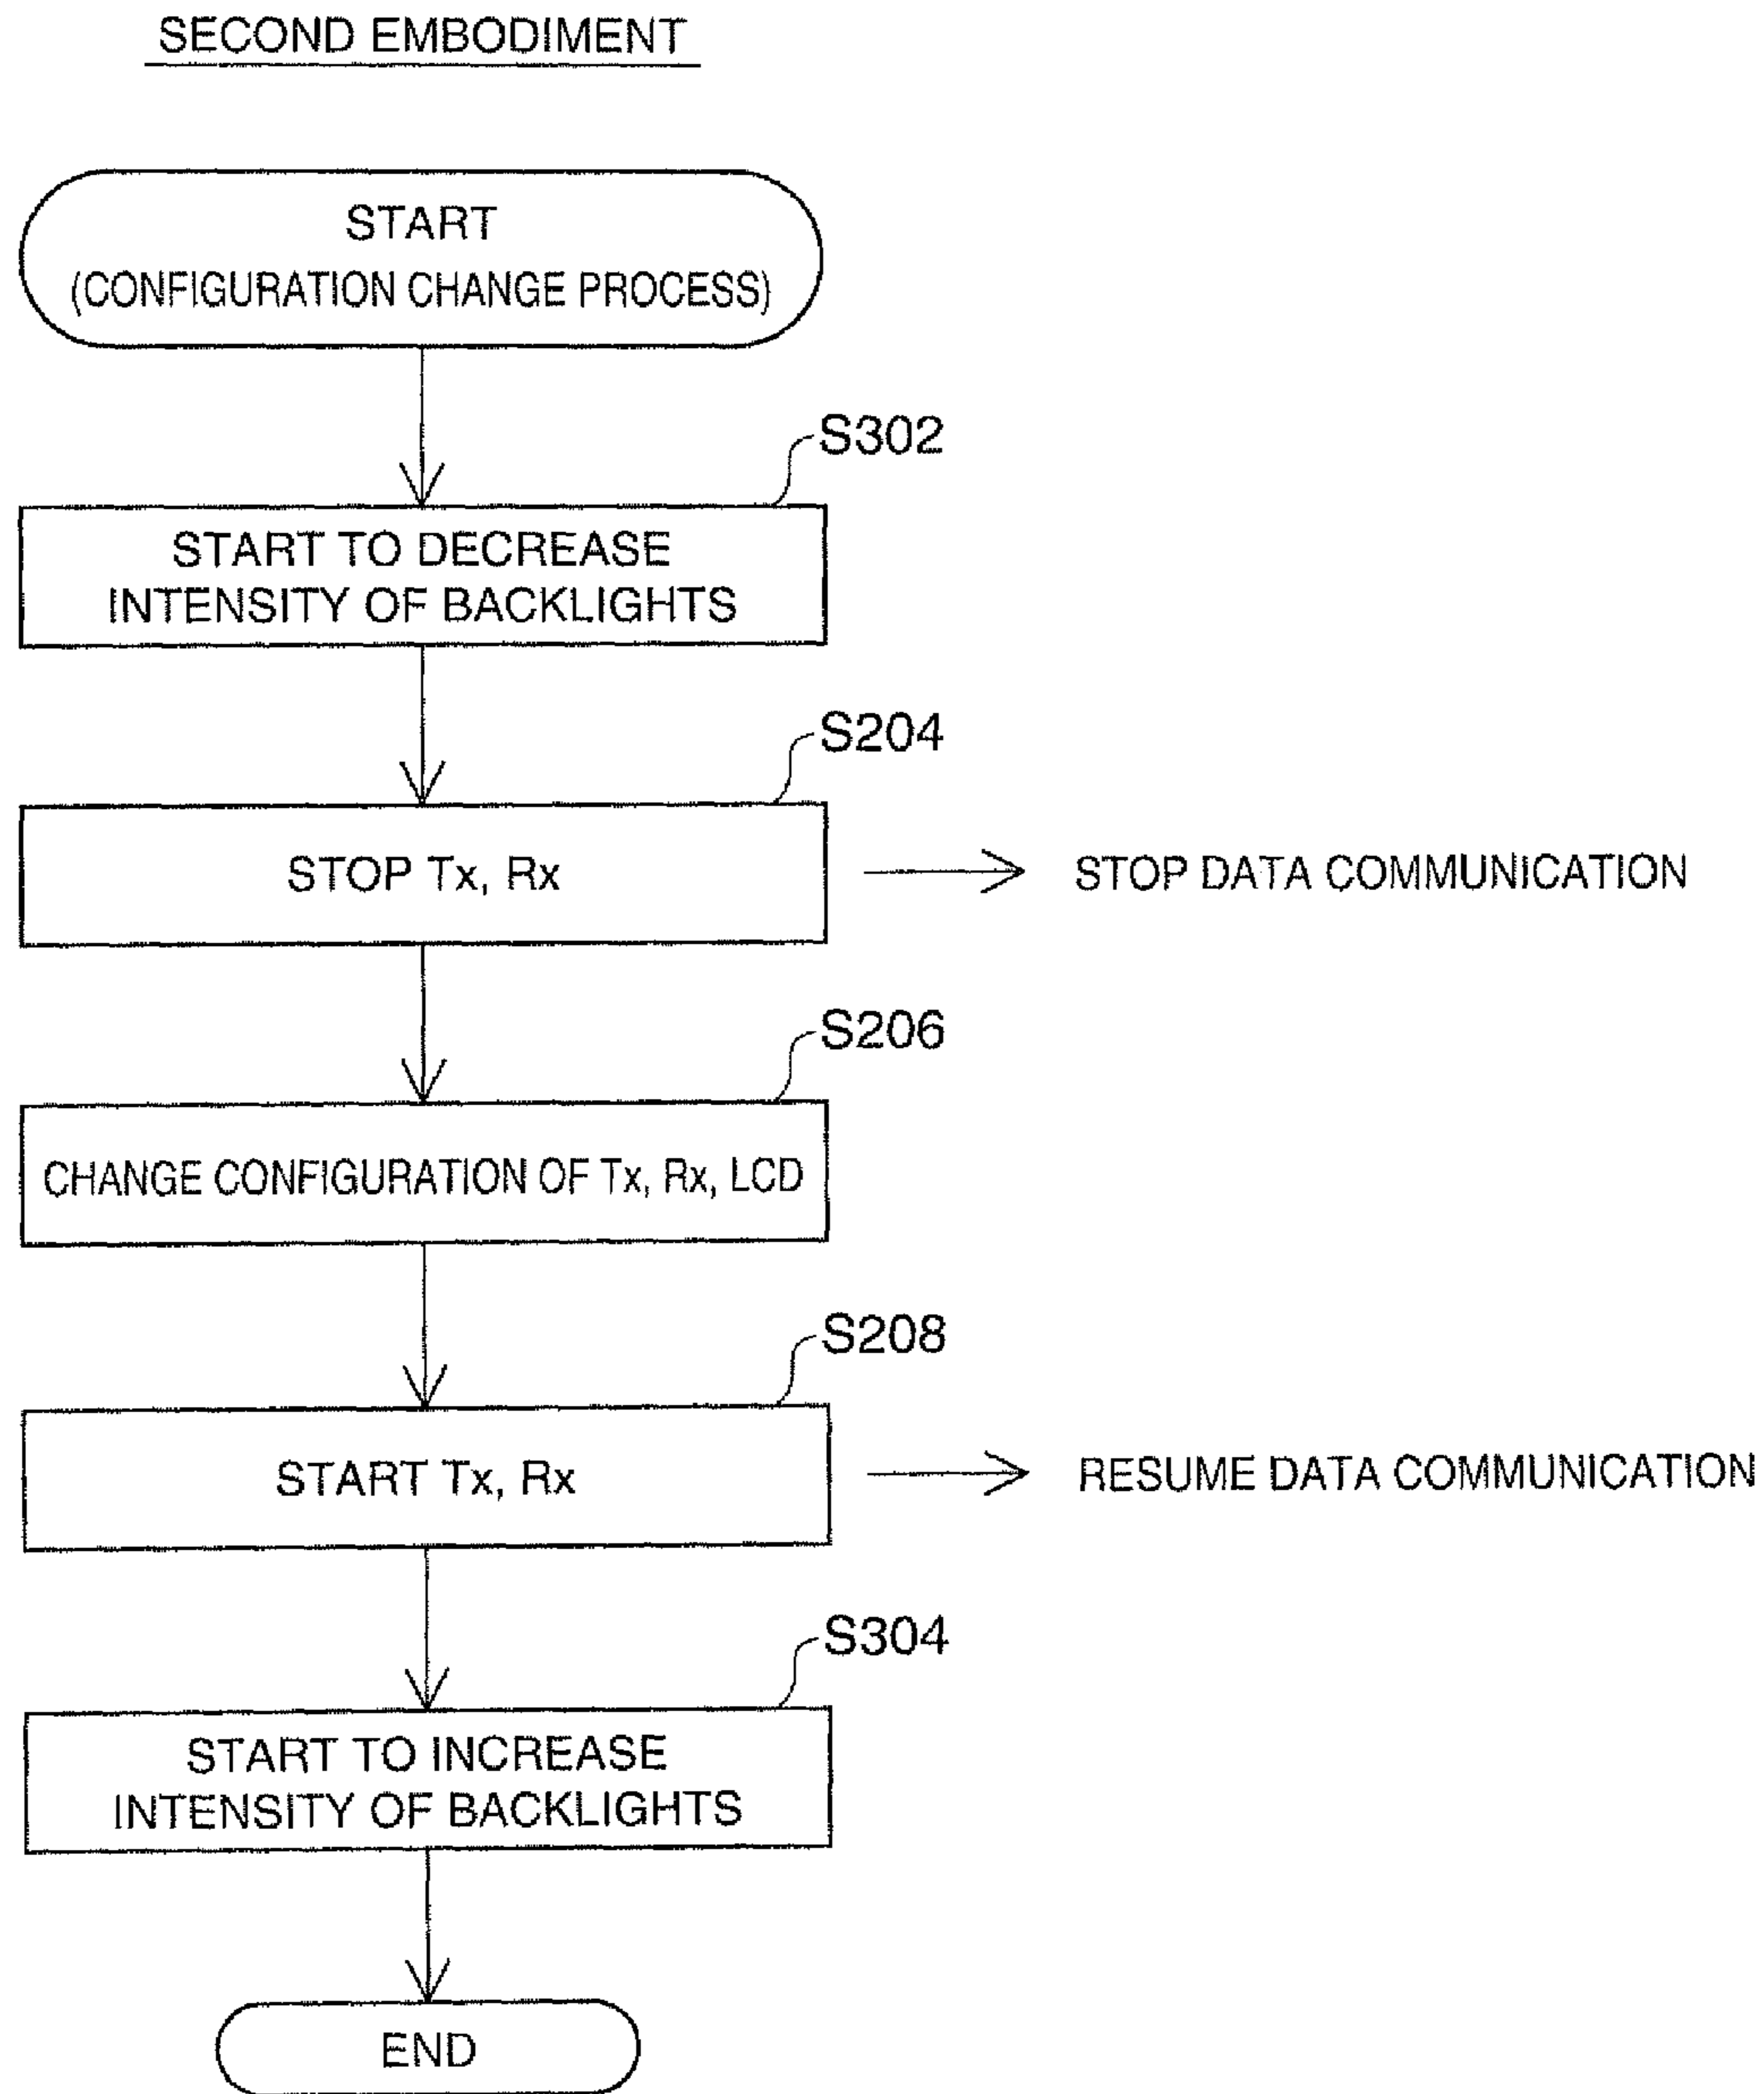 SECOND EMBODIMENT
START
(CONFIGURATION CHANGE PROCESS)
S302
START TO DECREASE
INTENSITY OF BACKLIGHTS
S204
STOP Tx, Rx
STOP DATA COMMUNICATION
S206
CHANGE CONFIGURATION OF Tx, Rx, LCD
S208
START Tx, Rx
RESUME DATA COMMUNICATION
S304
START TO INCREASE
INTENSITY OF BACKLIGHTS
END